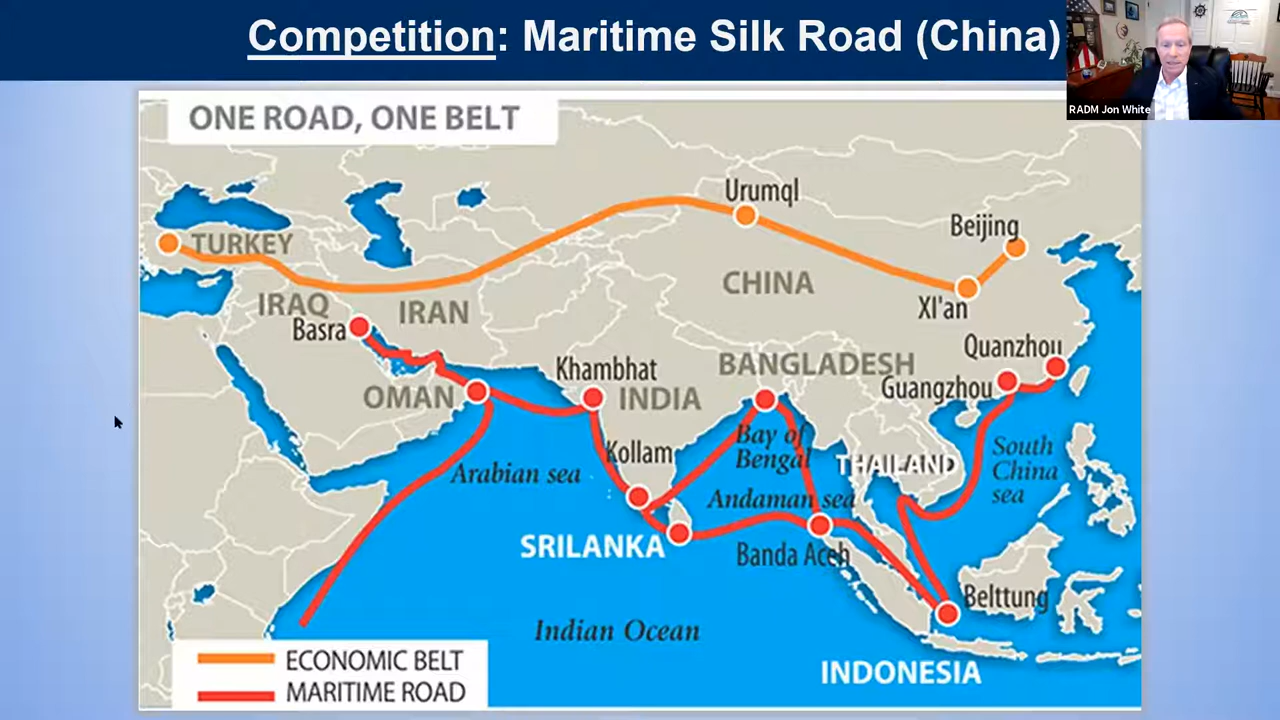 Competition: Maritime Silk Road (China)
RADM Jon White
ONE ROAD, ONE BELT
Urumql
Beijing
TURKEY
CHINA
XI'an
IRAQ
IRAN
Basra
Quanzhou
Khambhat
BANGLADESH
Guangzhou
OMAN
INDIA
Bay of
Bengal
Kollam
THAILAND
South
China
sea
Arabian sea
Andaman sea
SRILANKA
Banda Aceh
Belttung
Indian Ocean
ECONOMIC BELT
INDONESIA
MARITIME ROAD